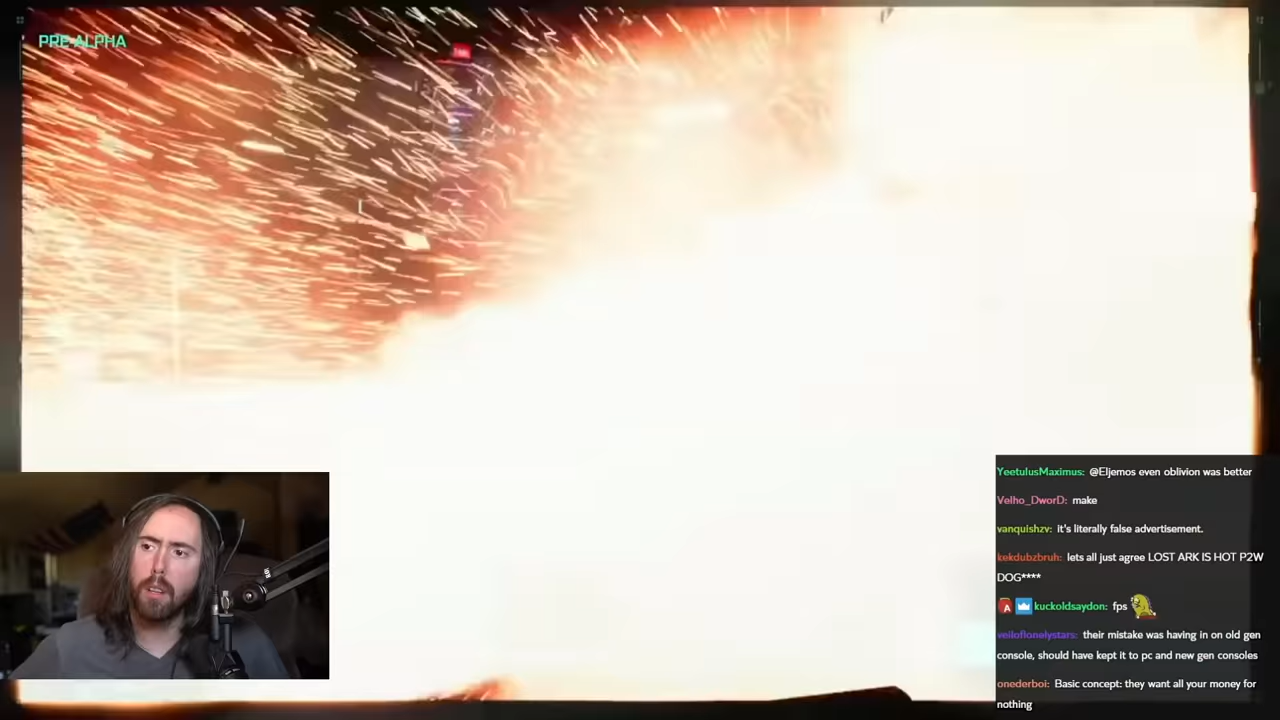 PRE-ALPHA
YeetulusMaximus: @Eljemos even oblivion was better
Velho_DworD: make
vanquishzv: it's literally false advertisement.
kekdubzbruh: lets all just agree LOST ARK IS HOT P2W
DOG****
kuckoldsaydon: fps
veiloflonelystars: their mistake was having in on old gen
console, should have kept it to pc and new gen consoles
onederboi: Basic concept: they want all your money for
nothing